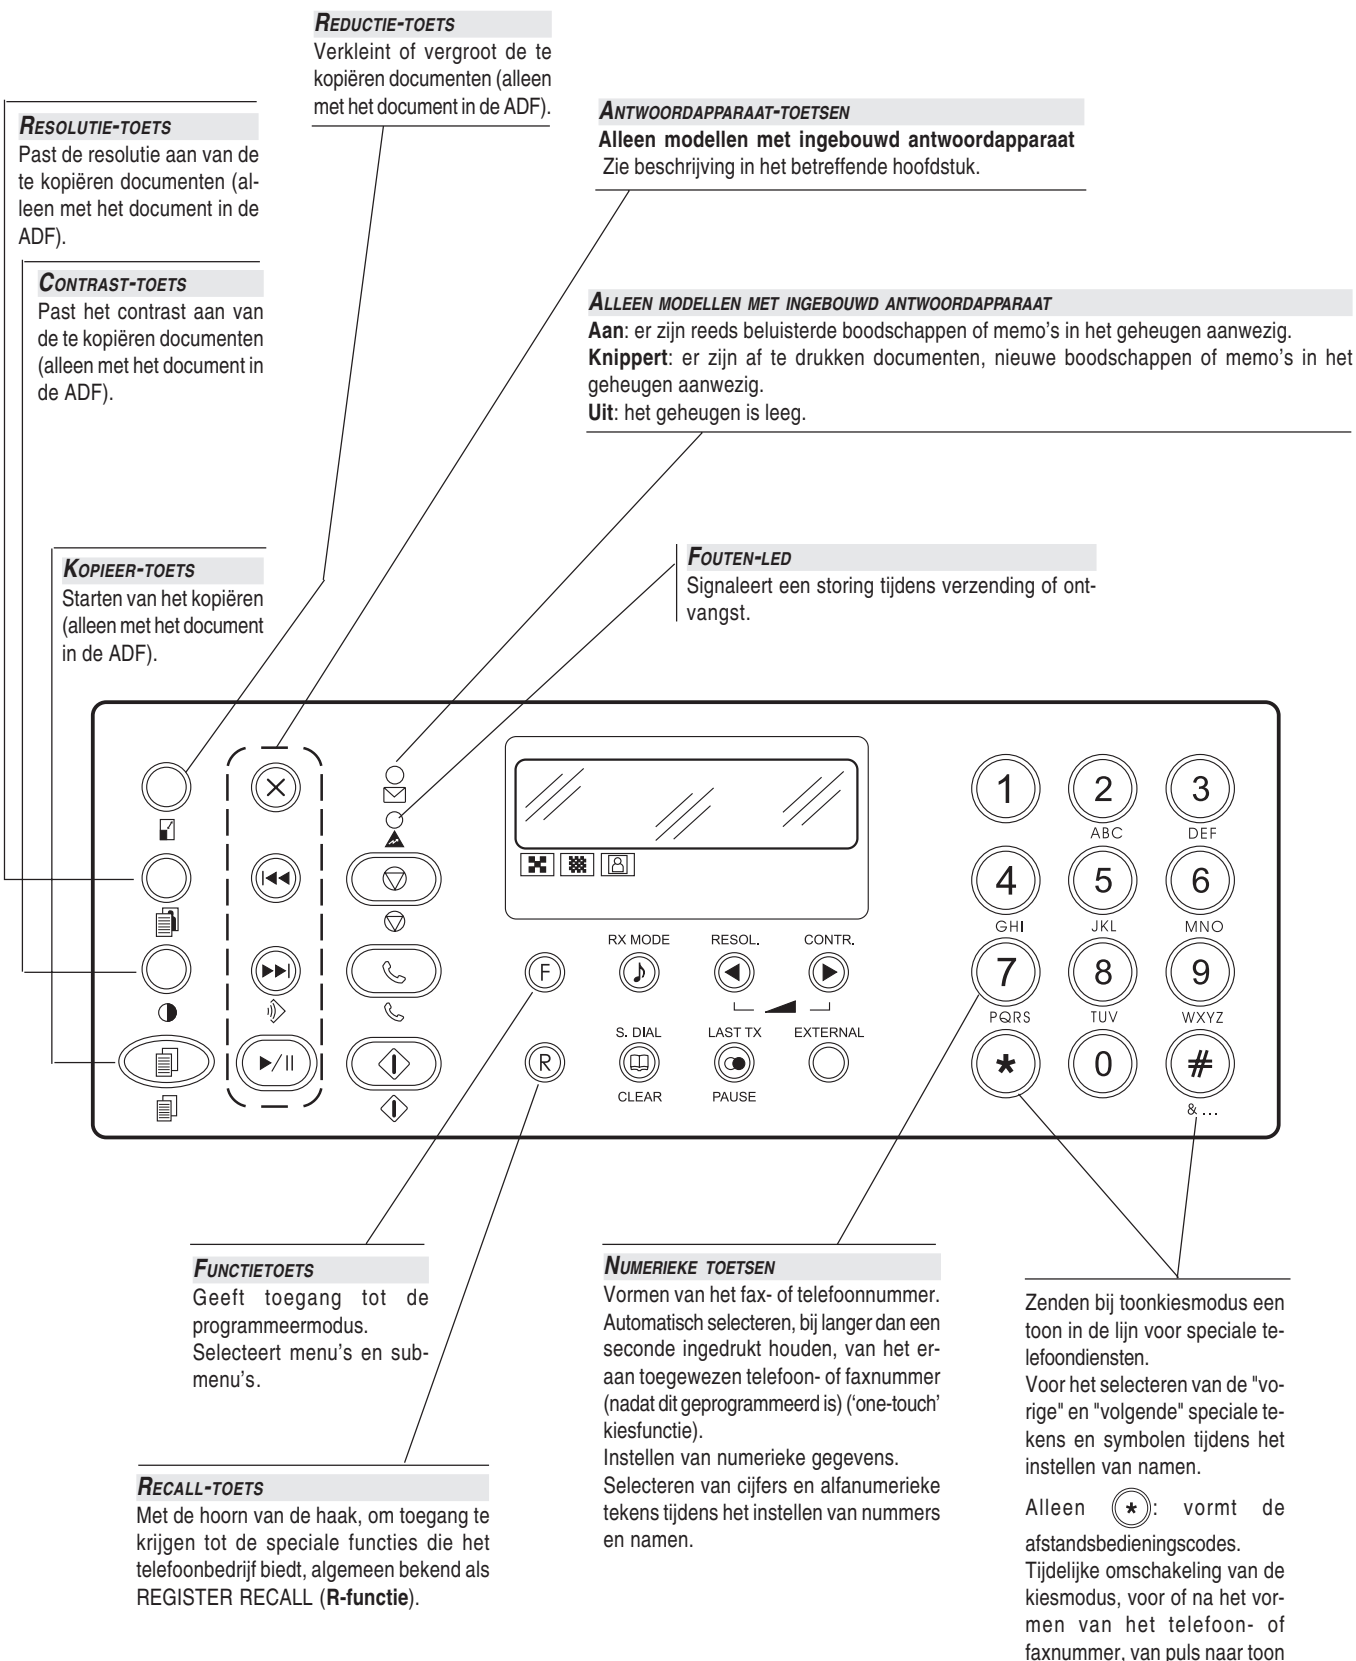 REDUCTIE-TOETS
Verkleint of vergroot de te
kopiëren documenten (alleen
met het document in de ADF).
RESOLUTIE-TOETS
Past de resolutie aan van de
te kopiëren documenten (al-
leen met het document in de
ADF).
ANTWOORDAPPARAAT-TOETSEN
Alleen modellen met ingebouwd antwoordapparaat
Zie beschrijving in het betreffende hoofdstuk.
CONTRAST-TOETS
Past het contrast aan van
de te kopiëren documenten
(alleen met het document in
de ADF).
ALLEEN MODELLEN MET INGEBOUWD ANTWOORDAPPARAAT
Aan: er zijn reeds beluisterde boodschappen of memo's in het geheugen aanwezig.
Knippert: er zijn af te drukken documenten, nieuwe boodschappen of memo's in het
geheugen aanwezig.
Uit: het geheugen is leeg.
KOPIEER-TOETS
Starten van het kopiëren
(alleen met het document
in de ADF).
FOUTEN-LED
Signaleert een storing tijdens verzending of ont-
vangst.
1 2 3
ABC DEF
4 5 6
GHI JKL MNO
RX MODE RESOL. CONTR.
F
7 8 9
PQRS TUV WXYZ
S. DIAL LAST TX EXTERNAL
R
* 0 #
CLEAR PAUSE
& ...
FUNCTIETOETS
Geeft toegang tot de
programmeermodus.
Selecteert menu's en sub-
menu's.
RECALL-TOETS
Met de hoorn van de haak, om toegang te
krijgen tot de speciale functies die het
telefoonbedrijf biedt, algemeen bekend als
REGISTER RECALL (R-functie).
NUMERIEKE TOETSEN
Vormen van het fax- of telefoonnummer.
Automatisch selecteren, bij langer dan een
seconde ingedrukt houden, van het er-
aan toegewezen telefoon- of faxnummer
(nadat dit geprogrammeerd is) ('one-touch'
kiesfunctie).
Instellen van numerieke gegevens.
Selecteren van cijfers en alfanumerieke
tekens tijdens het instellen van nummers
en namen.
Zenden bij toonkiesmodus een
toon in de lijn voor speciale te-
lefoondiensten.
Voor het selecteren van de "vo-
rige" en "volgende" speciale te-
kens en symbolen tijdens het
instellen van namen.
Alleen *: vormt de
afstandsbedieningscodes.
Tijdelijke omschakeling van de
kiesmodus, voor of na het vor-
men van het telefoon- of
faxnummer, van puls naar toon